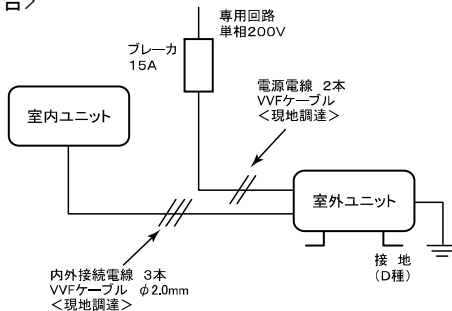 合>
専用回路
単相200V
ブレーカ
15A
電源電線 2本
VVFケーブル
<現地調達>
室内ユニット
室外ユニット
接 地
(D種)
内外接続電線 3本
VVFケーブル φ2.0mm
<現地調達>